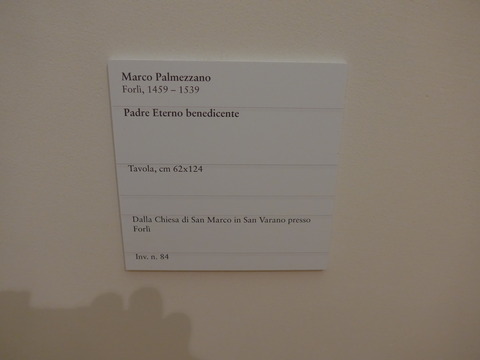 Marco Palmezzano
Forlì, 1459 – 1539
Padre Eterno benedicente
Tavola, cm 62x124
Dalla Chiesa di San Marco in San Varano presso
Forlì
Inv. n. 84